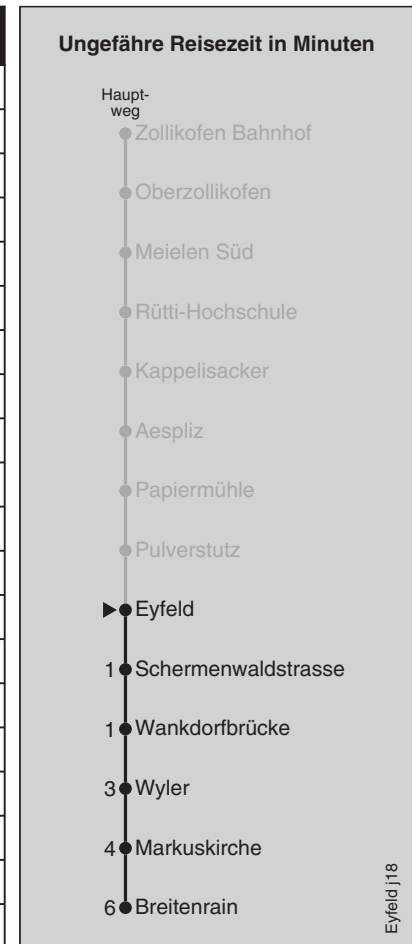 Ungefähre Reisezeit in Minuten
Haupt-
weg
Zollikofen Bahnhof
Oberzollikofen
Meielen Süd
Rütti-Hochschule
Kappelisacker
Aespliz
Papiermühle
Pulverstutz
Eyfeld
1 Schermenwaldstrasse
1 Wankdorfbrücke
3 Wyler
4 Markuskirche
6 Breitenrain
Eyfeld j18